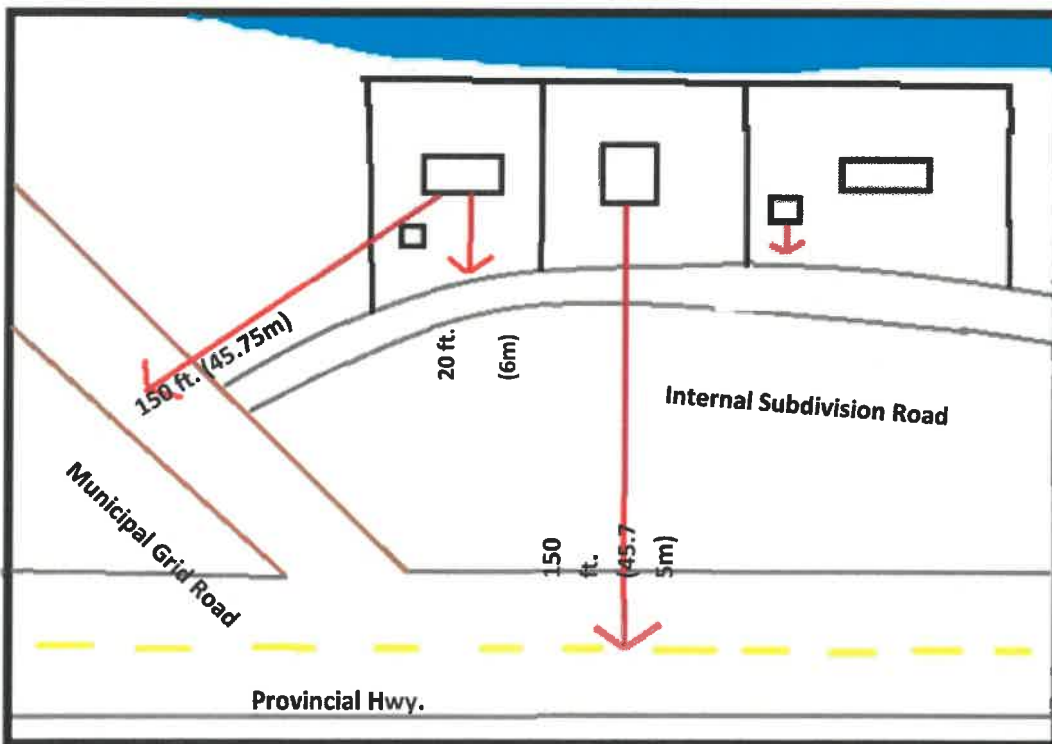 150 ft. (45.75m)
20 ft.
(6m)
Internal Subdivision Road
Municipal Grid Road
150
ft.
(45.7
5m)
Provincial Hwy.